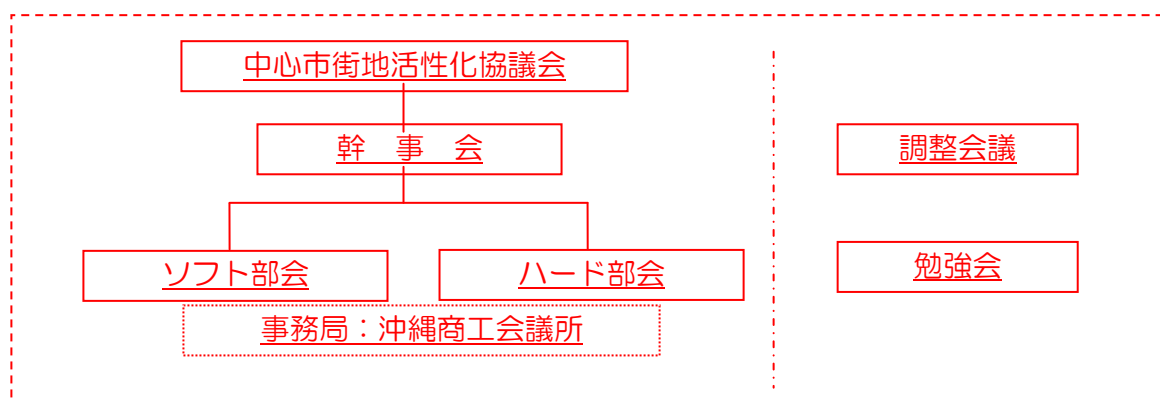 中心市街地活性化協議会
幹　事　会
調整会議
ソフト部会
ハード部会
勉強会
事務局：沖縄商工会議所